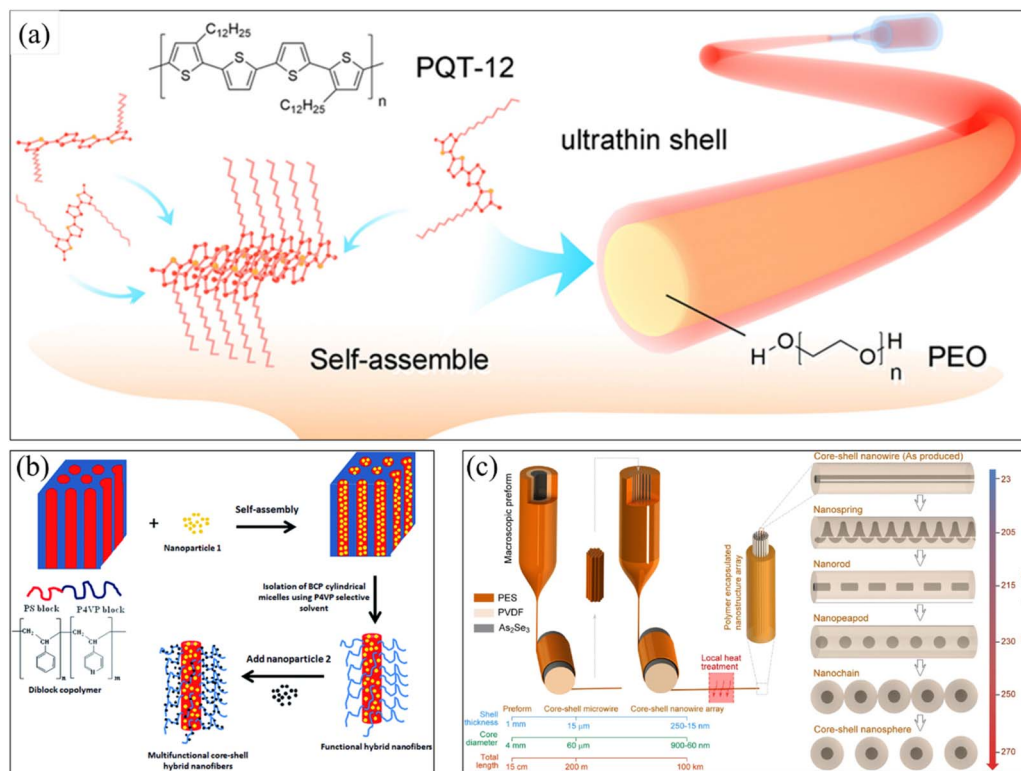 (a)
C12H25
S
S
S
S
C12H25
n
PQT-12
ultrathin shell
Self-assemble
H
O
O
H
n
PEO
(b)
+
Nanoparticle 1
Self-assembly
PS block
P4VP block
Isolation of BCP cylindrical
micelles using P4VP selective
solvent
CH2
CH
n
CH2
CH
m
Diblock copolymer
Add nanoparticle 2
Multifunctional core-shell
hybrid nanofibers
Functional hybrid nanofibers
(c)
Macroscopic preform
PES
PVDF
As2Se3
Polymer encapsulated
nanostructure array
Local heat
treatment
Preform
Core-shell microwire
Core-shell nanowire array
Shell
thickness
1 mm
15 µm
250-15 nm
Core
diameter
4 mm
60 µm
900-60 nm
Total
length
15 cm
200 m
100 km
Core-shell nanowire (As produced)
23
Nanospring
205
Nanorod
215
Nanopeapod
230
Nanochain
250
Core-shell nanosphere
270